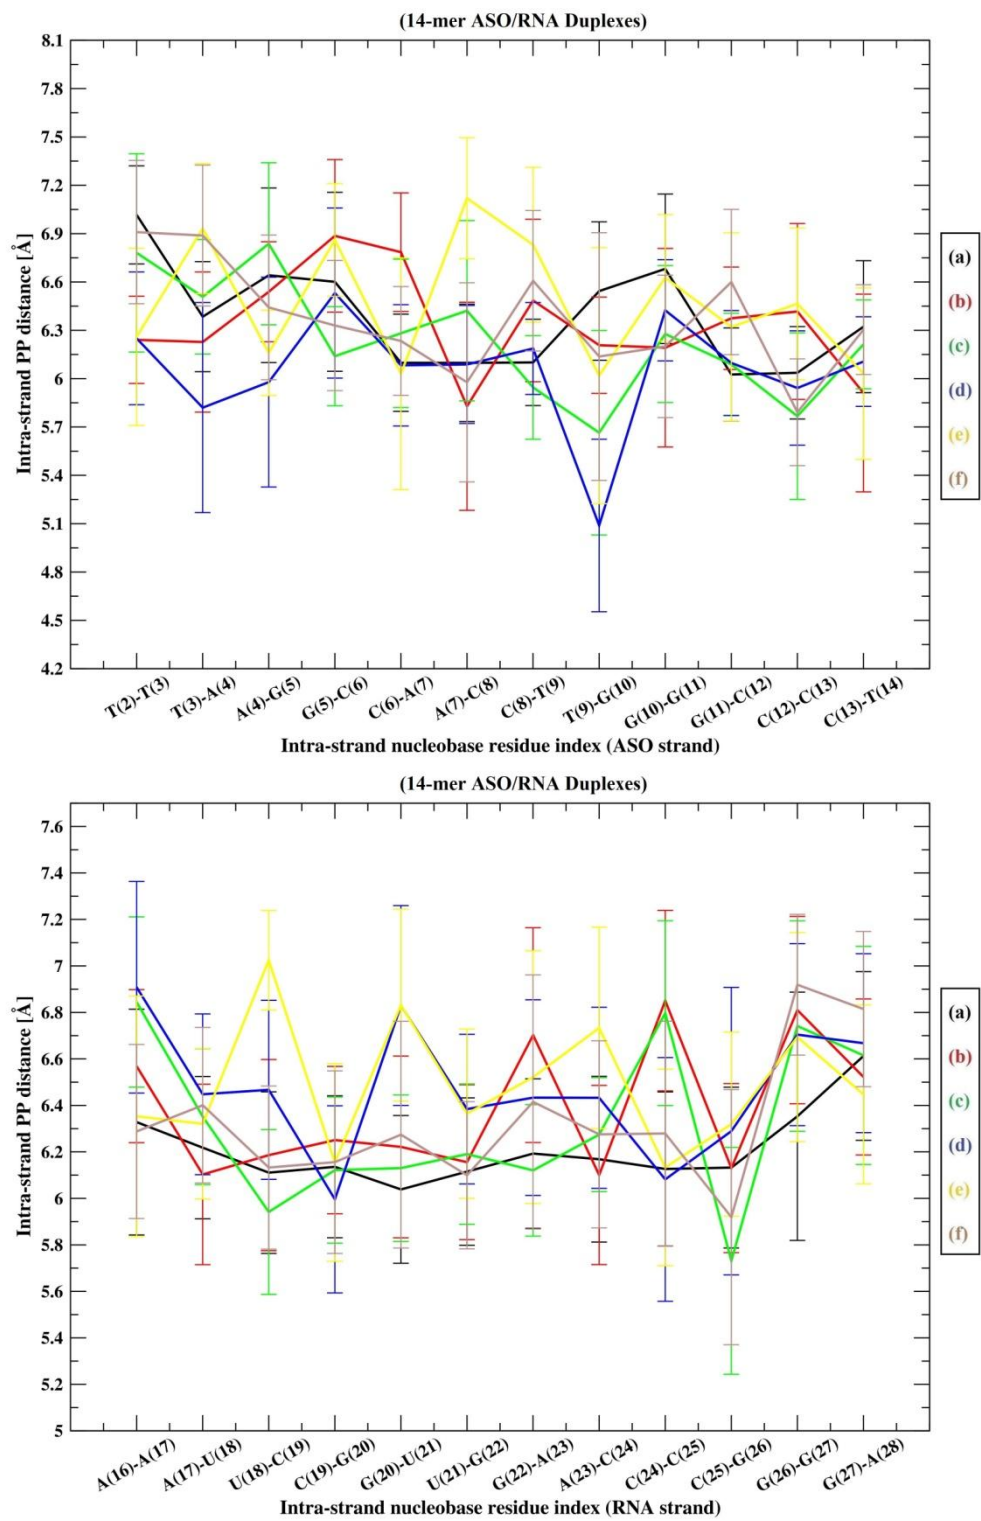 (14-mer ASO/RNA Duplexes)
8.1
7.8
7.5
7.2
6.9
6.6
6.3
6
5.7
5.4
5.1
4.8
4.5
4.2
Intra-strand PP distance [Å]
T(2)-T(3)
T(3)-A(4)
A(4)-G(5)
G(5)-C(6)
C(6)-A(7)
A(7)-C(8)
C(8)-T(9)
T(9)-G(10)
G(10)-G(11)
G(11)-C(12)
C(12)-C(13)
C(13)-T(14)
Intra-strand nucleobase residue index (ASO strand)
(a)
(b)
(c)
(d)
(e)
(f)
(14-mer ASO/RNA Duplexes)
7.6
7.4
7.2
7
6.8
6.6
6.4
6.2
6
5.8
5.6
5.4
5.2
5
Intra-strand PP distance [Å]
A(16)-A(17)
A(17)-U(18)
U(18)-C(19)
C(19)-G(20)
G(20)-U(21)
U(21)-G(22)
G(22)-A(23)
A(23)-C(24)
C(24)-C(25)
C(25)-G(26)
G(26)-G(27)
G(27)-A(28)
Intra-strand nucleobase residue index (RNA strand)
(a)
(b)
(c)
(d)
(e)
(f)